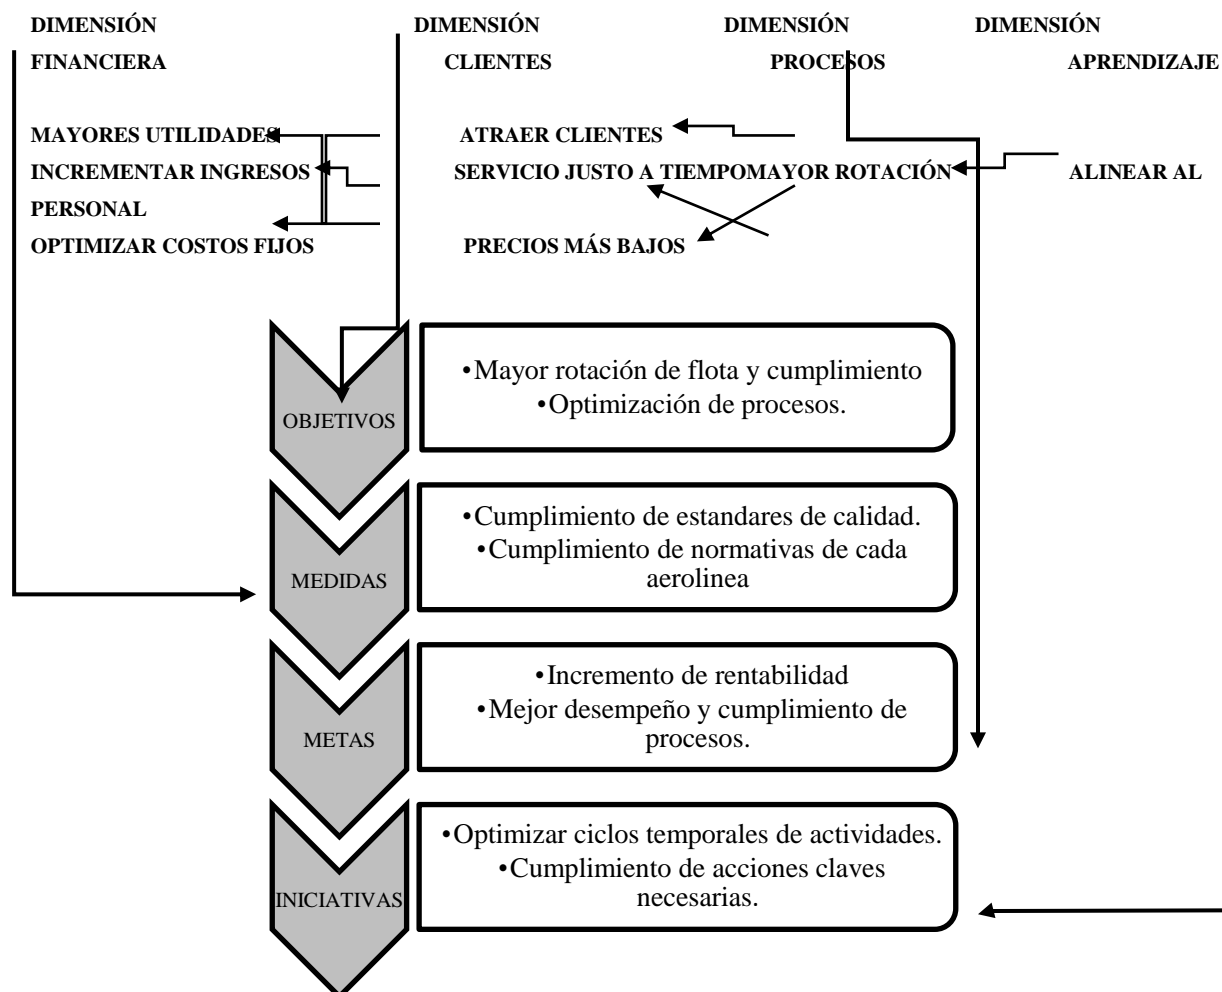 DIMENSIÓN DIMENSIÓN DIMENSIÓN DIMENSIÓN
FINANCIERA CLIENTES PROCESOS APRENDIZAJE
MAYORES UTILIDADES ATRAER CLIENTES
INCREMENTAR INGRESOS SERVICIO JUSTO A TIEMPOMAYOR ROTACIÓN ALINEAR AL
PERSONAL
OPTIMIZAR COSTOS FIJOS PRECIOS MÁS BAJOS
OBJETIVOS
•Mayor rotación de flota y cumplimiento
•Optimización de procesos.
MEDIDAS
•Cumplimiento de estandares de calidad.
•Cumplimiento de normativas de cada
aerolinea
METAS
•Incremento de rentabilidad
•Mejor desempeño y cumplimiento de
procesos.
INICIATIVAS
•Optimizar ciclos temporales de actividades.
•Cumplimiento de acciones claves
necesarias.